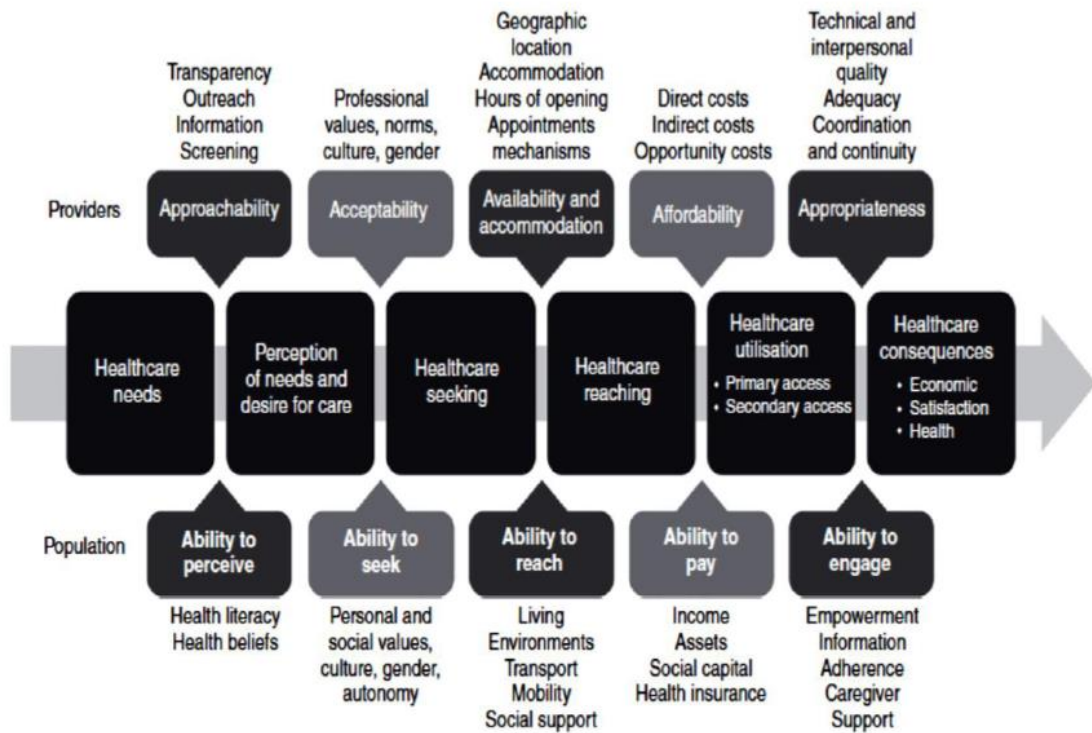 Transparency
Outreach
Information
Screening
Professional
values, norms,
culture, gender
Geographic
location
Accommodation
Hours of opening
Appointments
mechanisms
Direct costs
Indirect costs
Opportunity costs
Technical and
interpersonal
quality
Adequacy
Coordination
and continuity
Providers
Approachability
Acceptability
Availability and
accommodation
Affordability
Appropriateness
Healthcare
needs
Perception
of needs and
desire for care
Healthcare
seeking
Healthcare
reaching
Healthcare
utilisation
• Primary access
• Secondary access
Healthcare
consequences
• Economic
• Satisfaction
• Health
Population
Ability to
perceive
Ability to
seek
Ability to
reach
Ability to
pay
Ability to
engage
Health literacy
Health beliefs
Personal and
social values,
culture, gender,
autonomy
Living
Environments
Transport
Mobility
Social support
Income
Assets
Social capital
Health insurance
Empowerment
Information
Adherence
Caregiver
Support